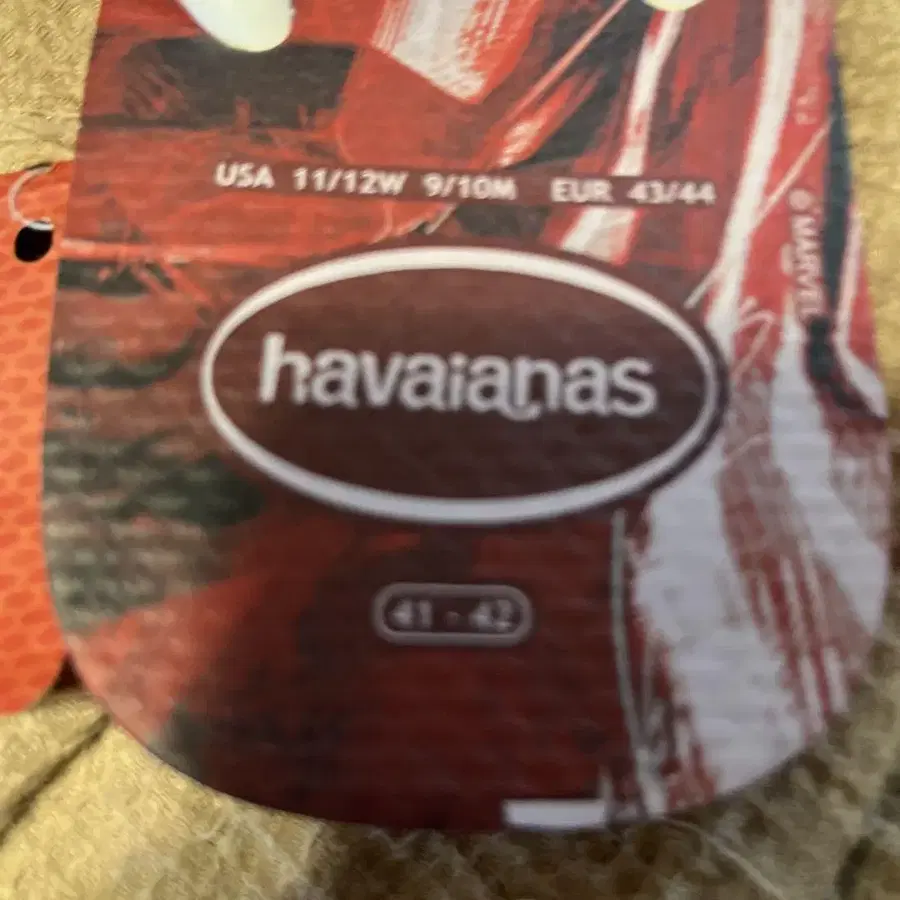 USA 11/12W 9/10M EUR 43/44
© MARVEL
havaianas
41 - 42